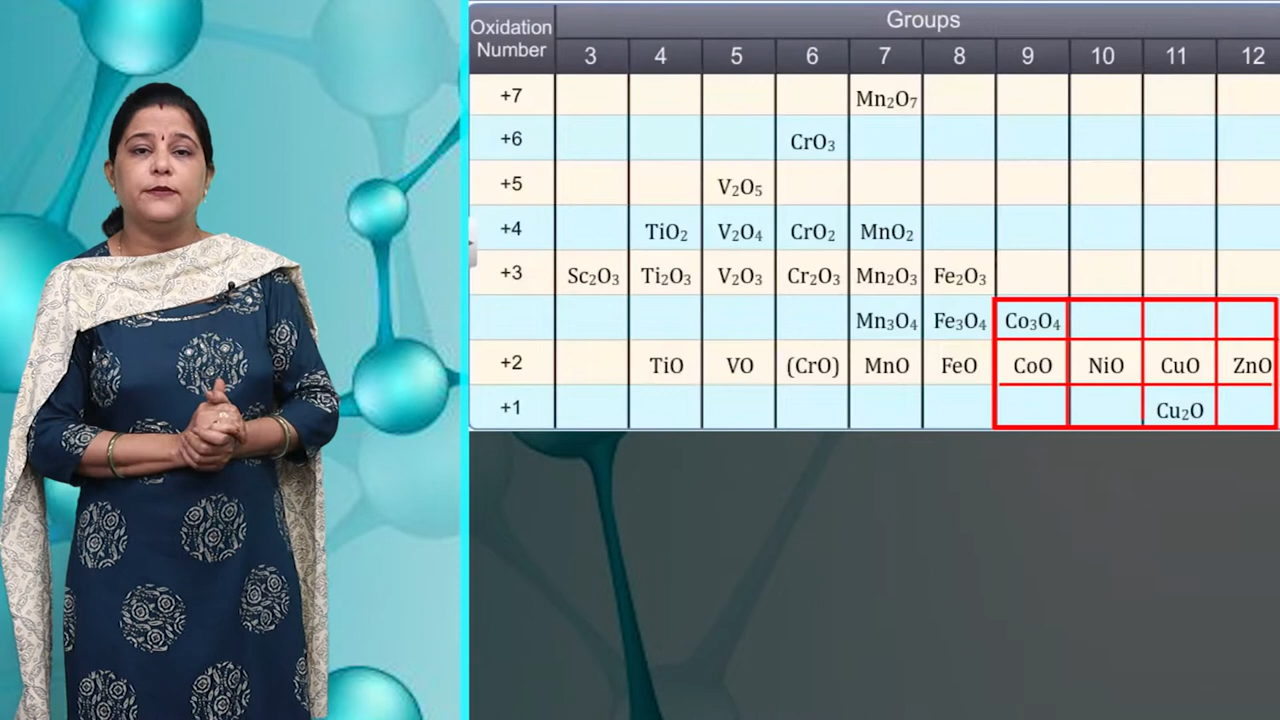 Oxidation Number Groups
3 4 5 6 7 8 9 10 11 12
+7 Mn₂O₇
+6 CrO₃
+5 V₂O₅
+4 TiO₂ V₂O₄ CrO₂ MnO₂
+3 Sc₂O₃ Ti₂O₃ V₂O₃ Cr₂O₃ Mn₂O₃ Fe₂O₃
Mn₃O₄ Fe₃O₄ Co₃O₄
+2 TiO VO (CrO) MnO FeO CoO NiO CuO ZnO
+1 Cu₂O